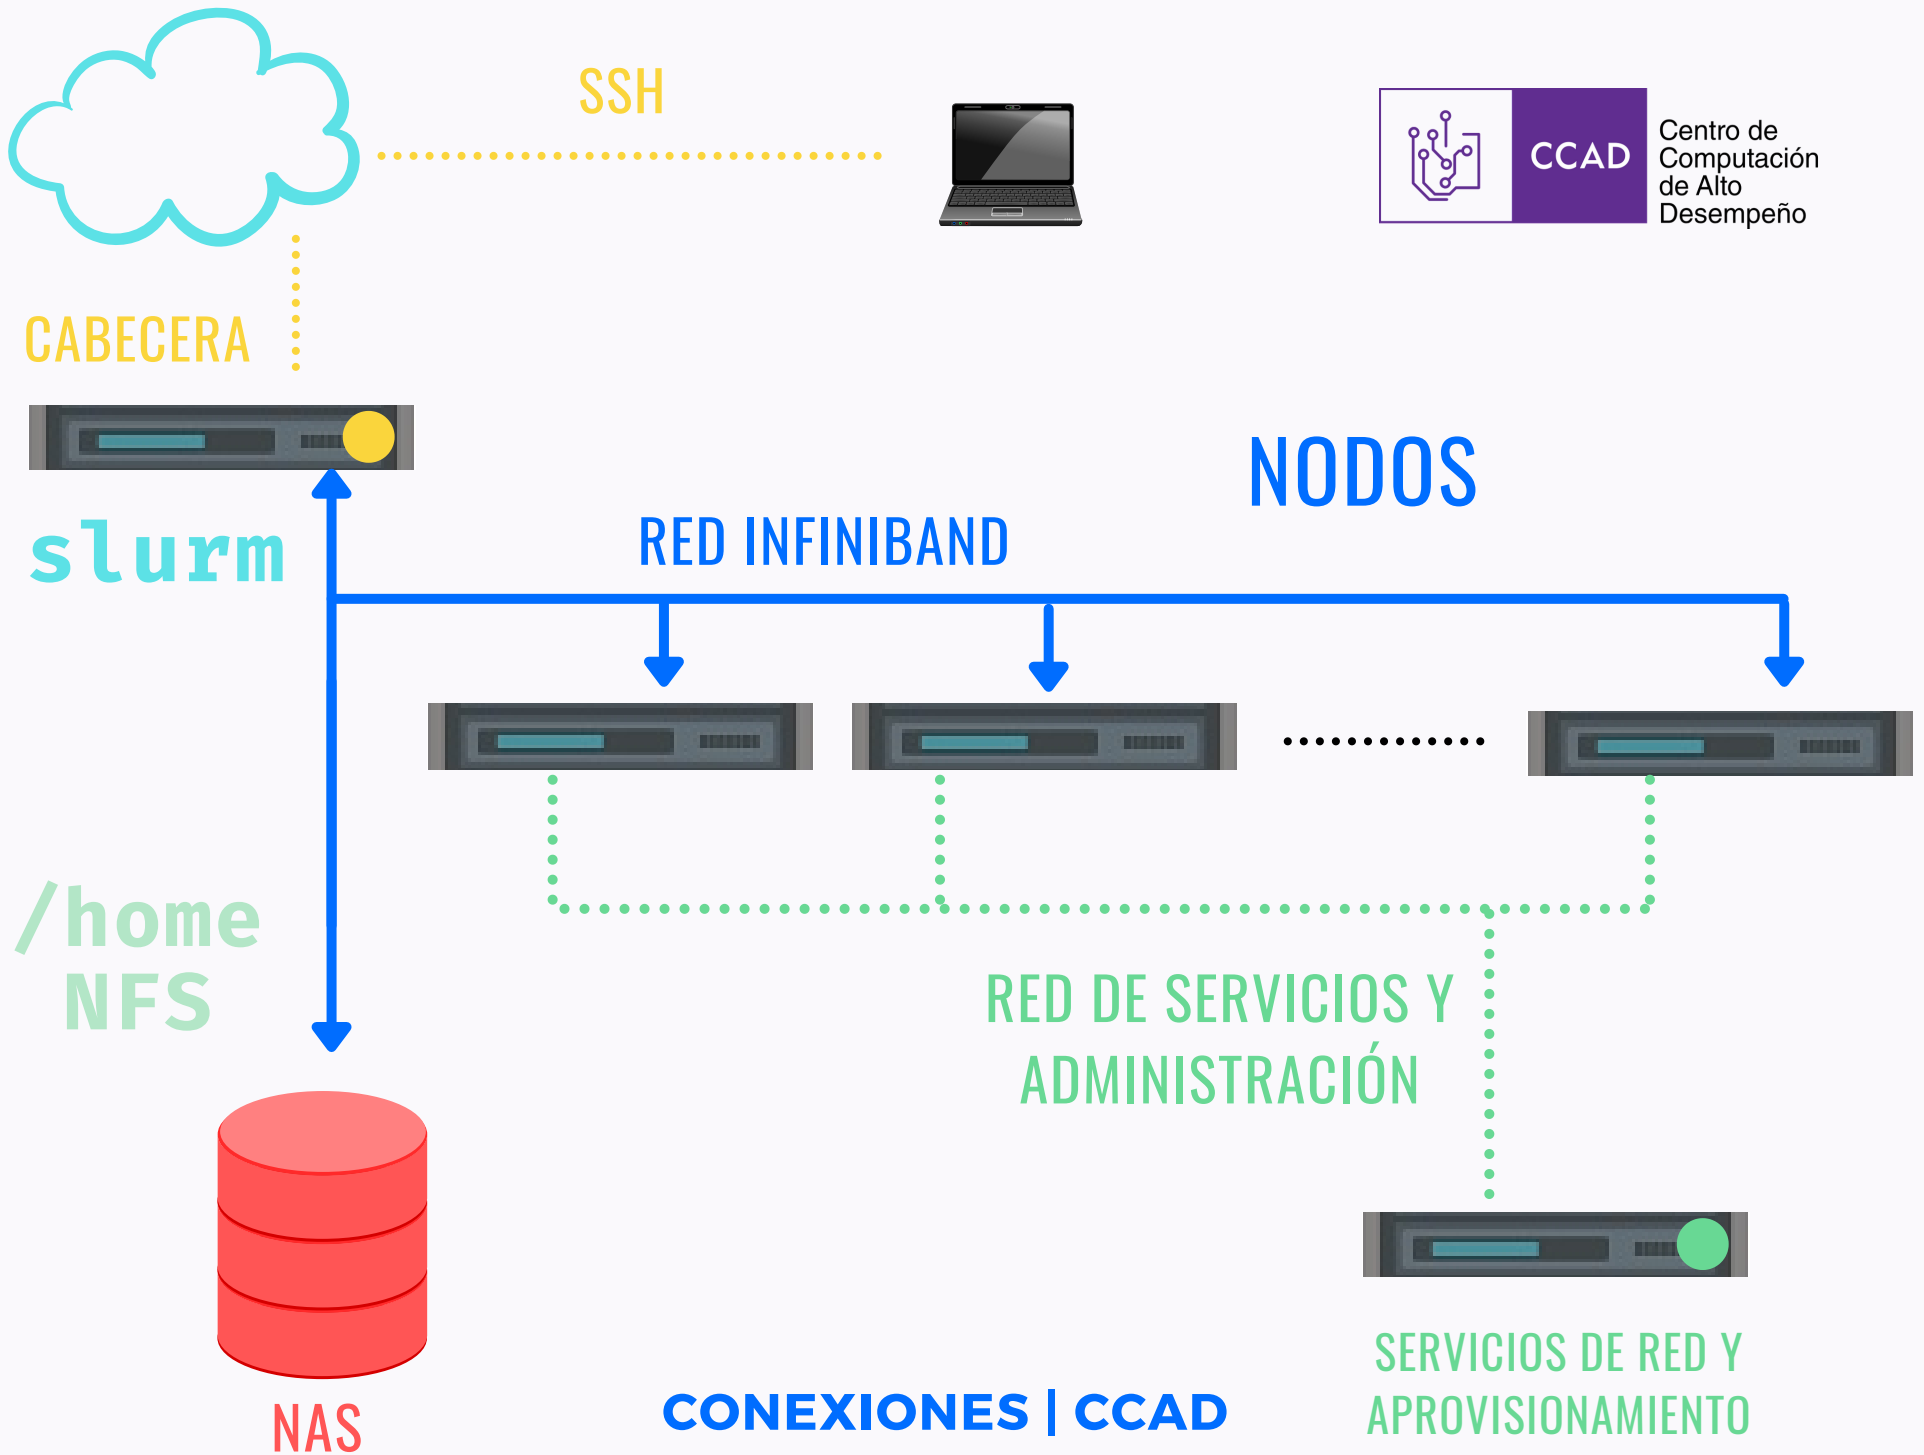 SSH
CCAD
Centro de
Computación
de Alto
Desempeño
CABECERA
NODOS
slurm
RED INFINIBAND
/home
NFS
RED DE SERVICIOS Y
ADMINISTRACIÓN
SERVICIOS DE RED Y
APROVISIONAMIENTO
NAS
CONEXIONES | CCAD